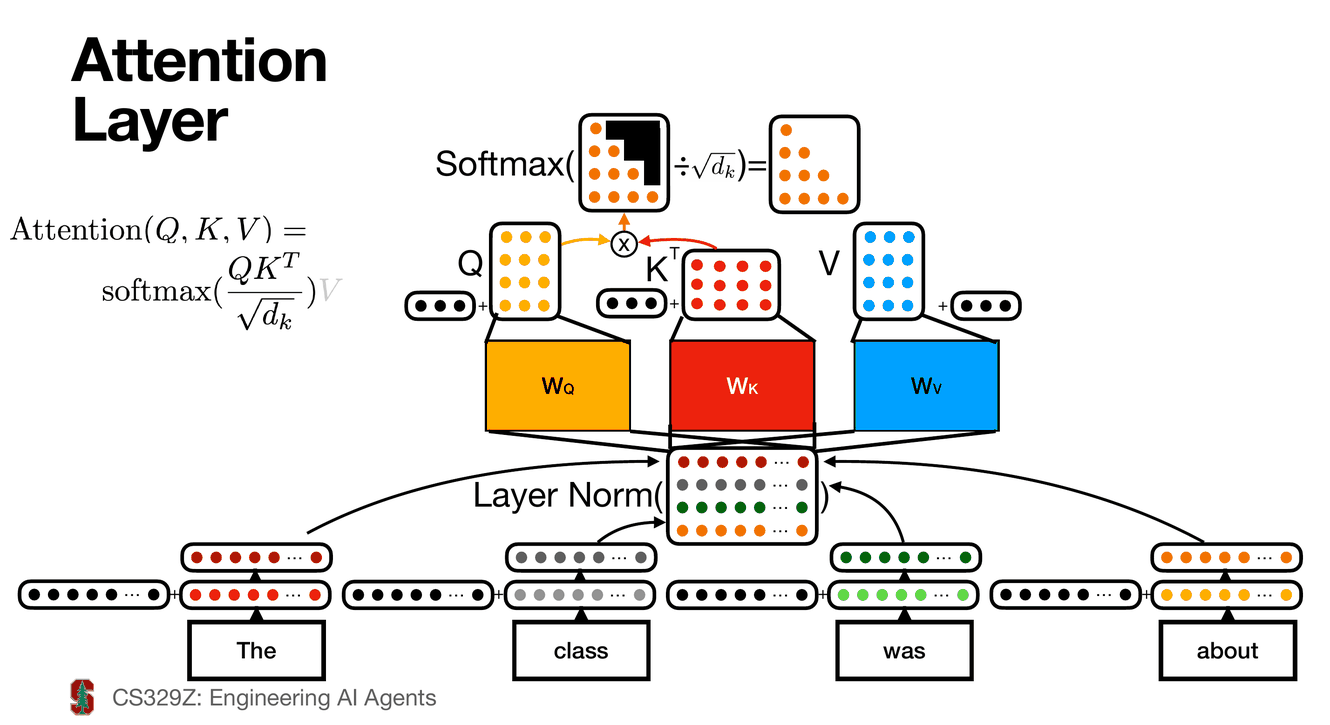 Attention
Layer
Softmax( ÷√d_k)=
Attention(Q, K, V) =
softmax(QK^T/√d_k)V
Q
X
K^T
V
+
+
+
W_Q
W_K
W_V
Layer Norm(
...
...
...
...
)
... + ...
... + ...
... + ...
... + ...
The
class
was
about
CS329Z: Engineering AI Agents